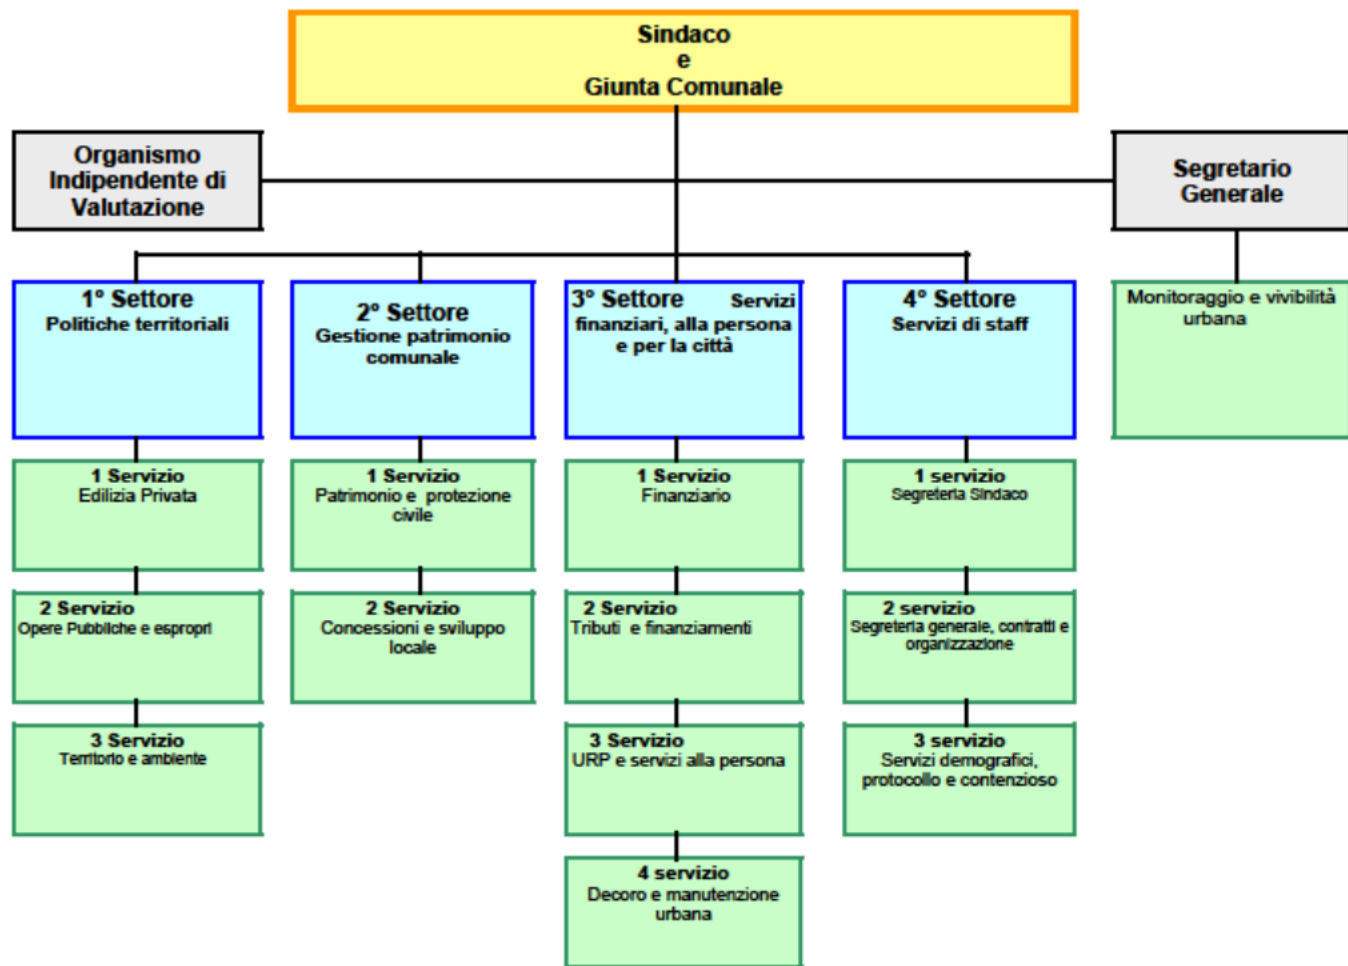 Sindaco
e
Giunta Comunale
Organismo
Indipendente di
Valutazione
Segretario
Generale
1° Settore
Politiche territoriali
2° Settore
Gestione patrimonio
comunale
3° Settore Servizi
finanziari, alla persona
e per la città
4° Settore
Servizi di staff
Monitoraggio e vivibilità
urbana
1 Servizio
Edilizia Privata
1 Servizio
Patrimonio e protezione
civile
1 Servizio
Finanziario
1 servizio
Segreteria Sindaco
2 Servizio
Opere Pubbliche e espropri
2 Servizio
Concessioni e sviluppo
locale
2 Servizio
Tributi e finanziamenti
2 servizio
Segreteria generale, contratti e
organizzazione
3 Servizio
Territorio e ambiente
3 Servizio
URP e servizi alla persona
3 servizio
Servizi demografici,
protocollo e contenzioso
4 servizio
Decoro e manutenzione
urbana